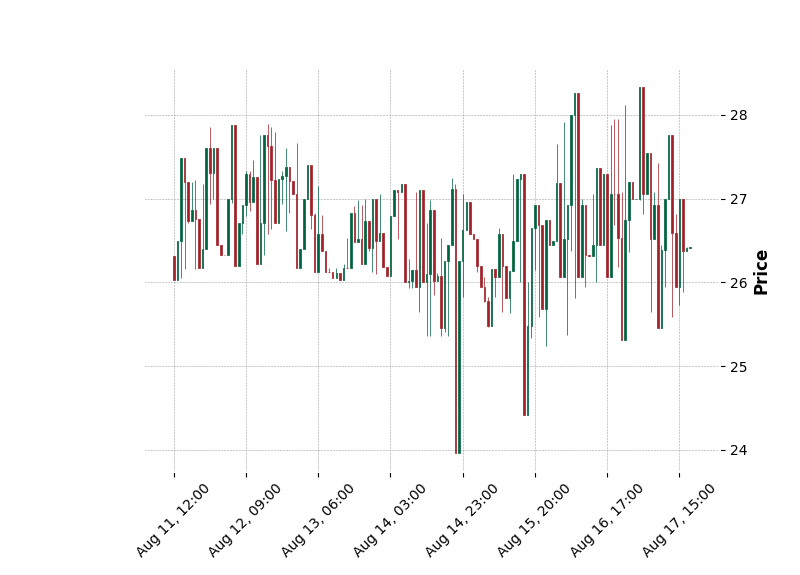 28
27
26
25
24
Price
Aug 11, 12:00
Aug 12, 09:00
Aug 13, 06:00
Aug 14, 03:00
Aug 14, 23:00
Aug 15, 20:00
Aug 16, 17:00
Aug 17, 15:00